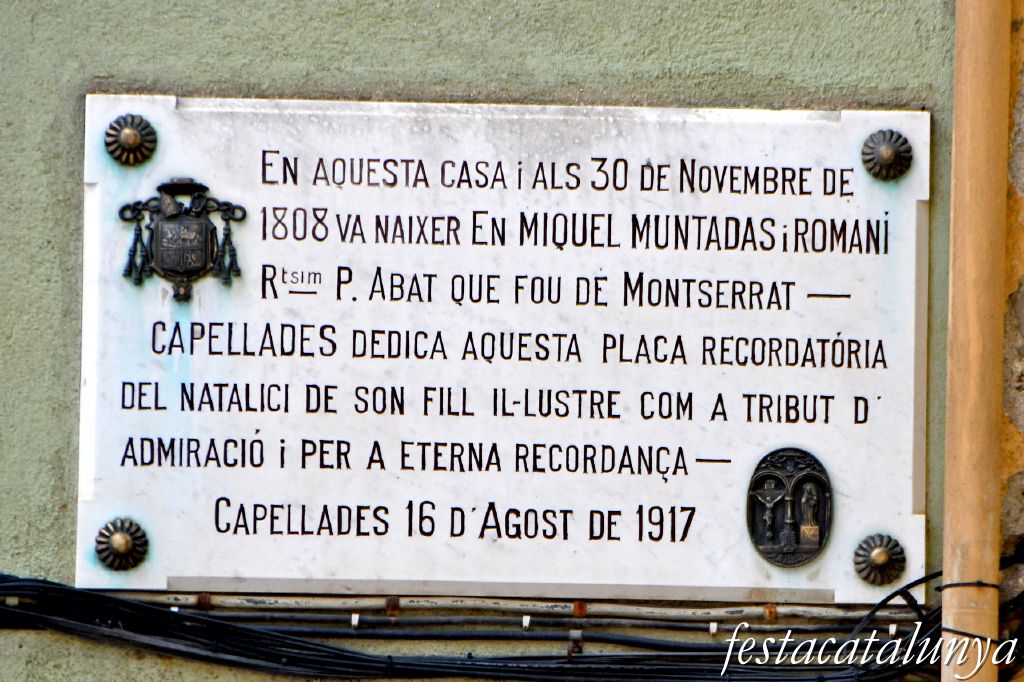 En aquesta casa i als 30 de Novembre de
1808 va naixer En MIQUEL MUNTADAS i ROMANI
Rtsim P. Abat que fou de Montserrat —
CAPELLADES dedica aquesta placa recordatória
del natalici de son fill il-lustre com a tribut d'
admiració i per a eterna recordança —
Capellades 16 d'Agost de 1917
festacatalunya